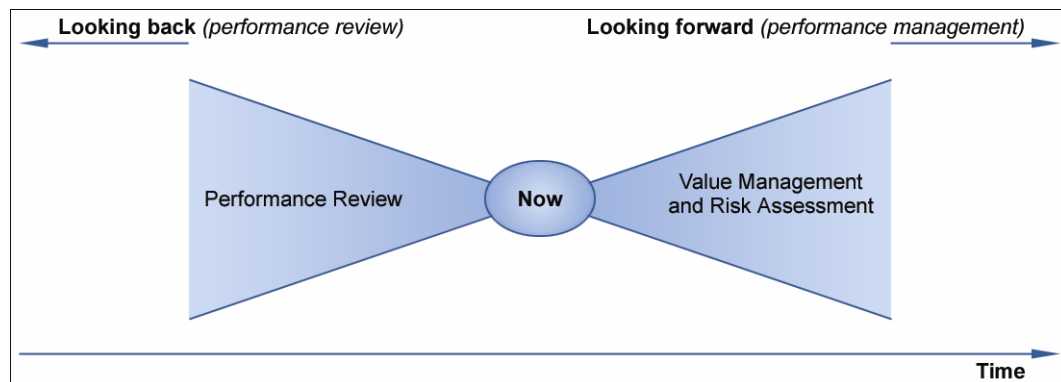 Looking back (performance review)
Looking forward (performance management)
Performance Review
Now
Value Management
and Risk Assessment
Time